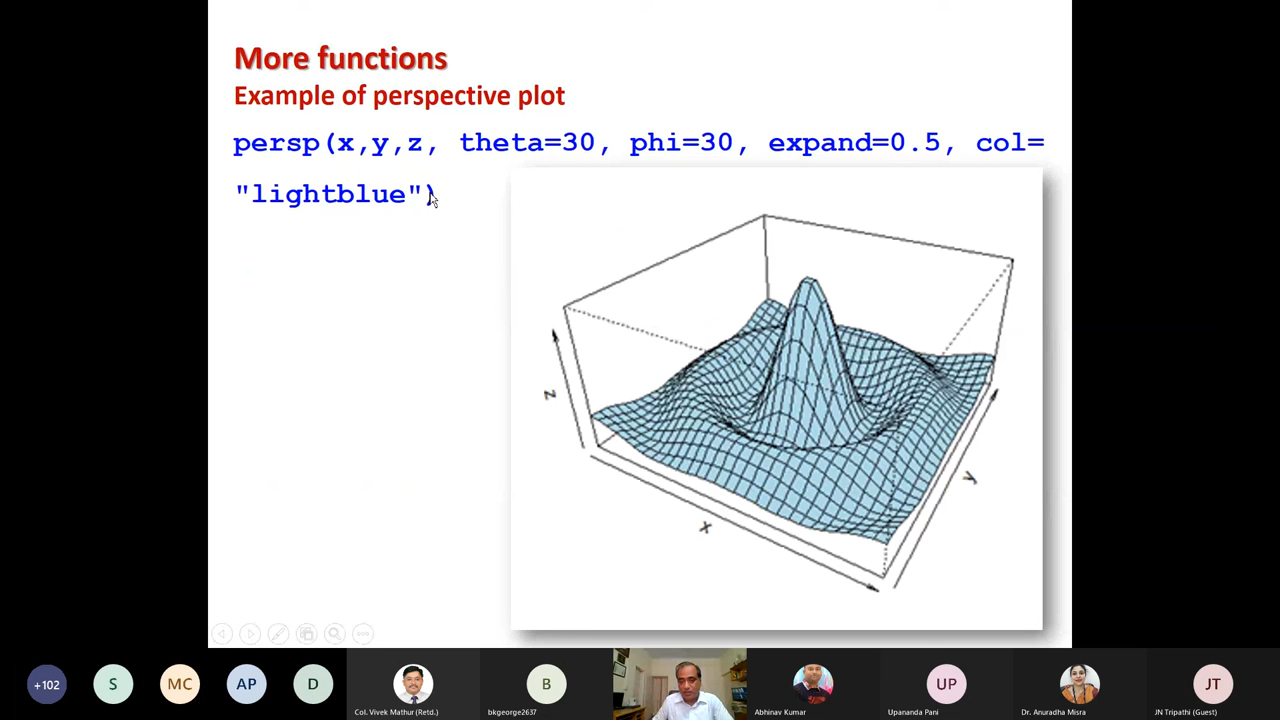 More functions
Example of perspective plot
persp(x,y,z, theta=30, phi=30, expand=0.5, col=
"lightblue")
z
y
x
+102
S
MC
AP
D
B
UP
JT
Col. Vivek Mathur (Retd.)
bkgeorge2637
Abhinav Kumar
Upananda Pani
Dr. Anuradha Misra
JN Tripathi (Guest)